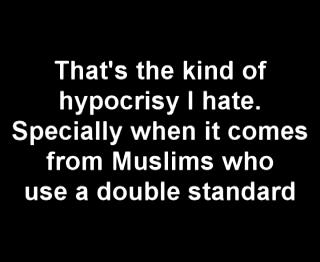 That's the kind of
hypocrisy I hate.
Specially when it comes
from Muslims who
use a double standard